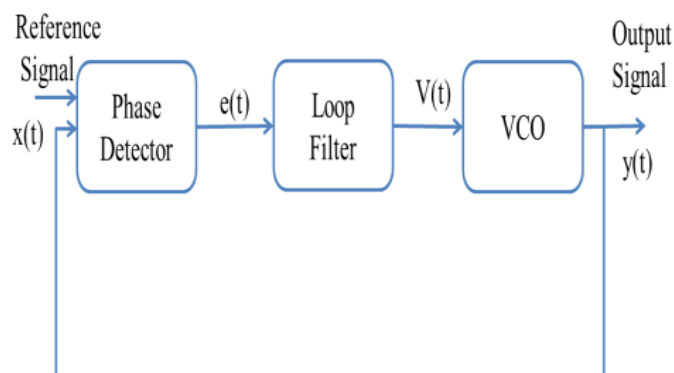 Reference
Signal
x(t)
Phase
Detector
e(t)
Loop
Filter
V(t)
VCO
Output
Signal
y(t)